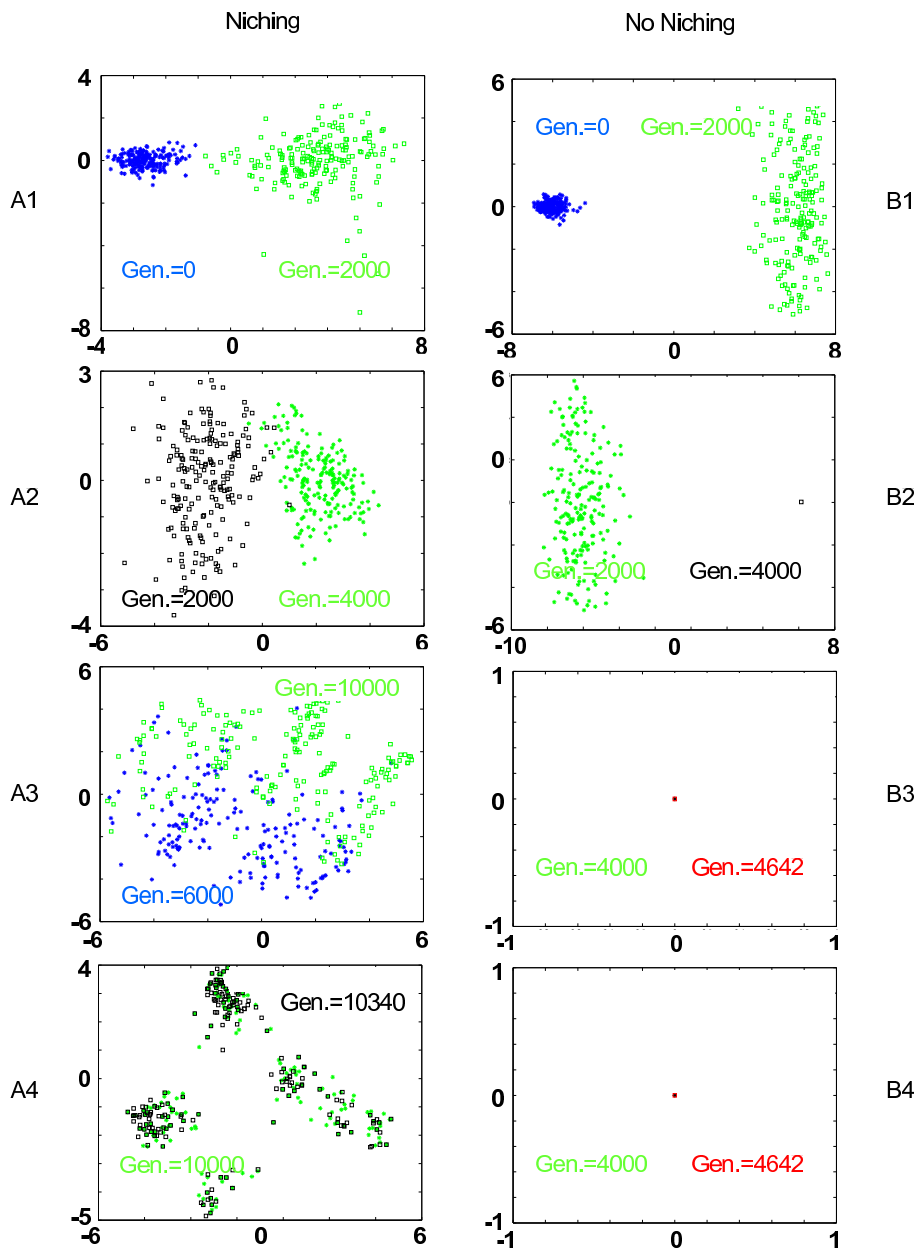 Niching No Niching
4 6
Gen.=0 Gen.=2000
A1 0 0 B1
Gen.=0 Gen.=2000
-8 -6
-4 0 8 -8 0 8
3
0
A2 0 B2
Gen.=2000 Gen.=4000
Gen.=2000 Gen.=4000
-4 -6
-6 0 6 -10 0 8
6 1
Gen.=10000
A3 0 0 B3
Gen.=6000 Gen.=4000 Gen.=4642
-6 -1
-6 0 6 -1 0 1
4 1
Gen.=10340
A4 0 0 B4
Gen.=10000 Gen.=4000 Gen.=4642
-5 -1
-6 0 6 -1 0 1